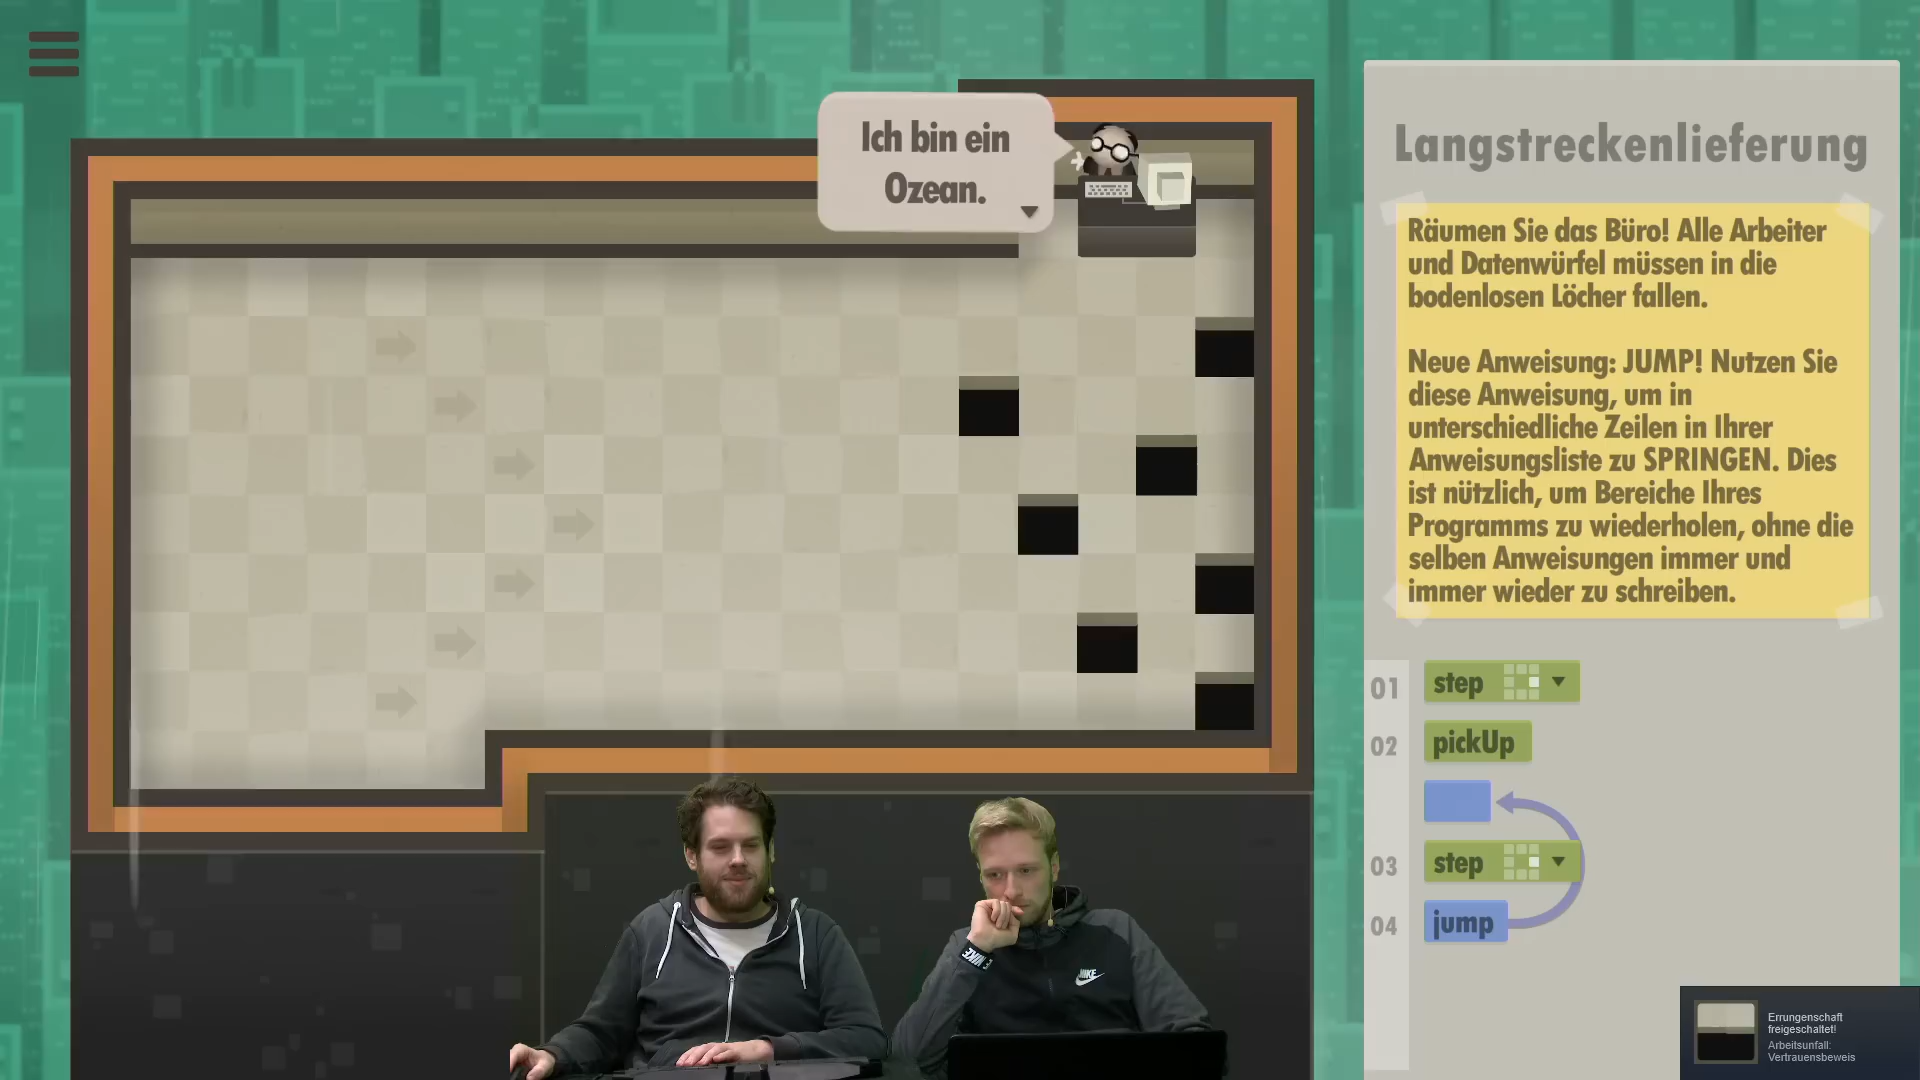 Ich bin ein
Ozean.
Langstreckenlieferung
Räumen Sie das Büro! Alle Arbeiter
und Datenwürfel müssen in die
bodenlosen Löcher fallen.
Neue Anweisung: JUMP! Nutzen Sie
diese Anweisung, um in
unterschiedliche Zeilen in Ihrer
Anweisungsliste zu SPRINGEN. Dies
ist nützlich, um Bereiche Ihres
Programms zu wiederholen, ohne die
selben Anweisungen immer und
immer wieder zu schreiben.
01 step
02 pickUp
03 step
04 jump
NIKE
NIKE
Errungenschaft
freigeschaltet!
Arbeitsunfall:
Vertrauensbeweis